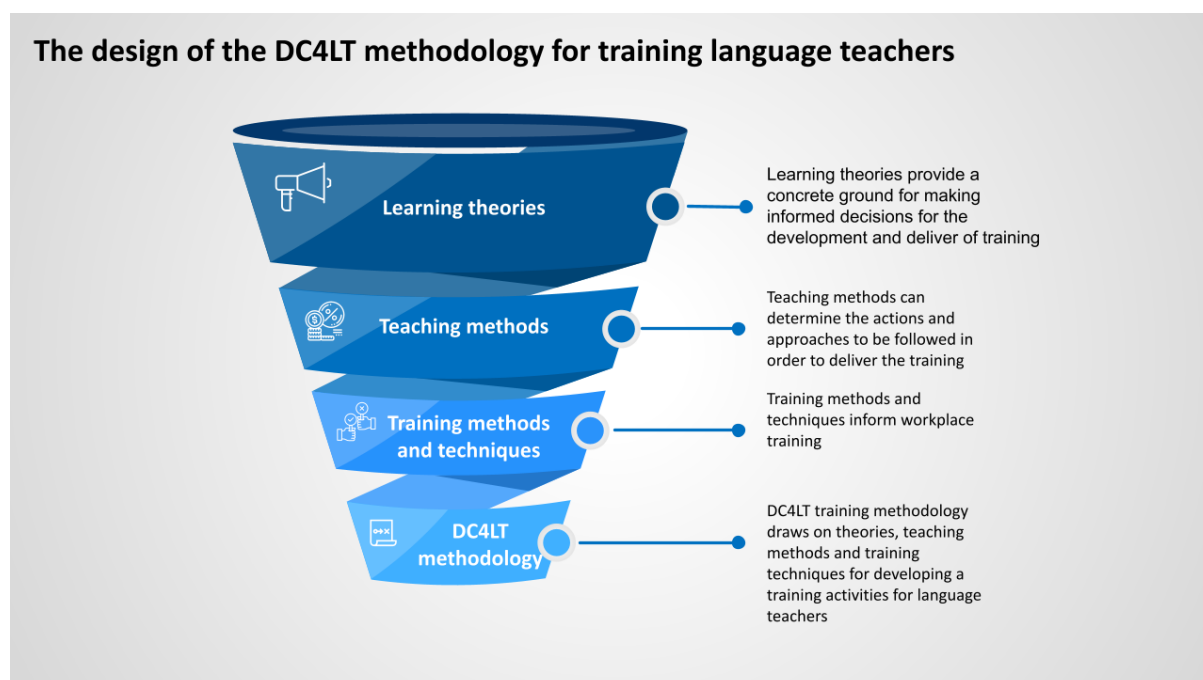 The design of the DC4LT methodology for training language teachers
Learning theories
Learning theories provide a
concrete ground for making
informed decisions for the
development and deliver of training
Teaching methods
Teaching methods can
determine the actions and
approaches to be followed in
order to deliver the training
Training methods
and techniques
Training methods and
techniques inform workplace
training
DC4LT
methodology
DC4LT training methodology
draws on theories, teaching
methods and training
techniques for developing a
training activities for language
teachers